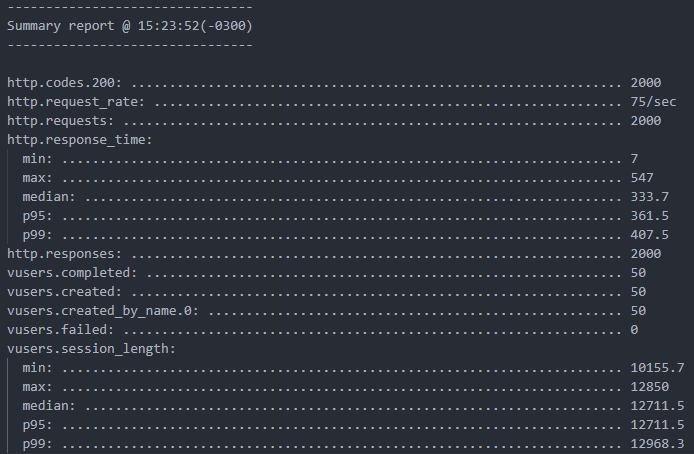 --------------------------------
Summary report @ 15:23:52(-0300)
--------------------------------
http.codes.200: ................................................................ 2000
http.request_rate: ............................................................. 75/sec
http.requests: ................................................................. 2000
http.response_time:
  min: ......................................................................... 7
  max: ......................................................................... 547
  median: ...................................................................... 333.7
  p95: ......................................................................... 361.5
  p99: ......................................................................... 407.5
http.responses: ................................................................ 2000
vusers.completed: .............................................................. 50
vusers.created: ................................................................ 50
vusers.created_by_name.0: ...................................................... 50
vusers.failed: ................................................................. 0
vusers.session_length:
  min: ......................................................................... 10155.7
  max: ......................................................................... 12850
  median: ...................................................................... 12711.5
  p95: ......................................................................... 12711.5
  p99: ......................................................................... 12968.3